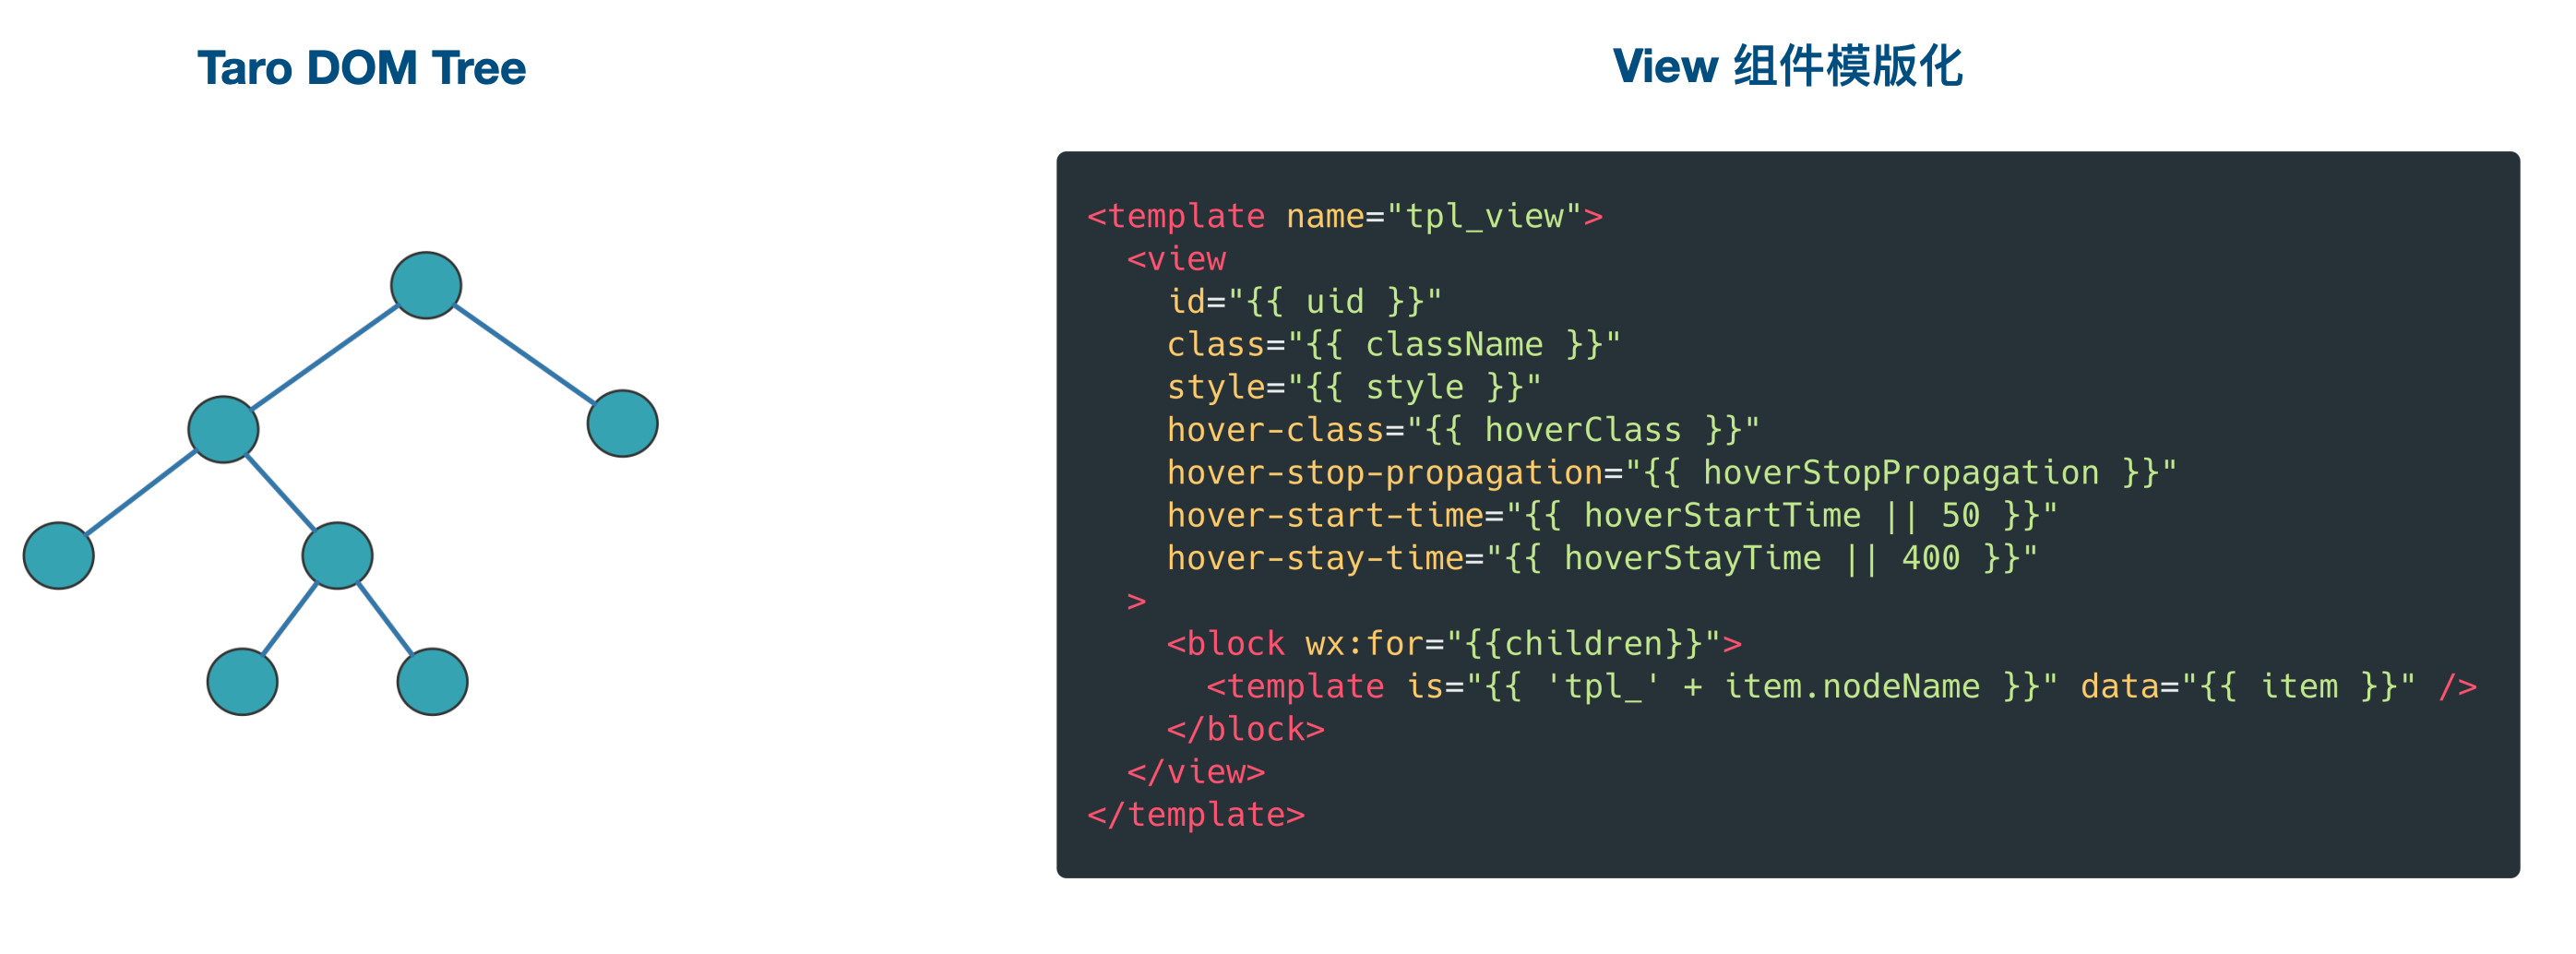 Taro DOM Tree
View 组件模版化
<template name="tpl_view">
  <view
    id="{{ uid }}"
    class="{{ className }}"
    style="{{ style }}"
    hover-class="{{ hoverClass }}"
    hover-stop-propagation="{{ hoverStopPropagation }}"
    hover-start-time="{{ hoverStartTime || 50 }}"
    hover-stay-time="{{ hoverStayTime || 400 }}"
  >
    <block wx:for="{{children}}">
      <template is="{{ 'tpl_' + item.nodeName }}" data="{{ item }}" />
    </block>
  </view>
</template>